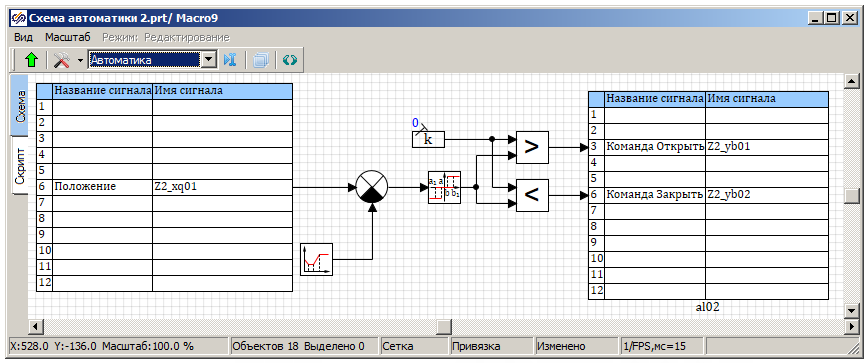 Схема автоматики 2.prt/ Macro9
Вид Масштаб Режим: Редактирование
Автоматика
Схема
Скрипт
Название сигнала Имя сигнала
1
2
3
4
5
6 Положение Z2_xq01
7
8
9
10
11
12
0
k
>
<
a₁ a
b b₁
Название сигнала Имя сигнала
1
2
3 Команда Открыть Z2_yb01
4
5
6 Команда Закрыть Z2_yb02
7
8
9
10
11
12
al02
X:528.0 Y:-136.0 Масштаб:100.0 % Объектов 18 Выделено 0 Сетка Привязка Изменено 1/FPS,мс=15